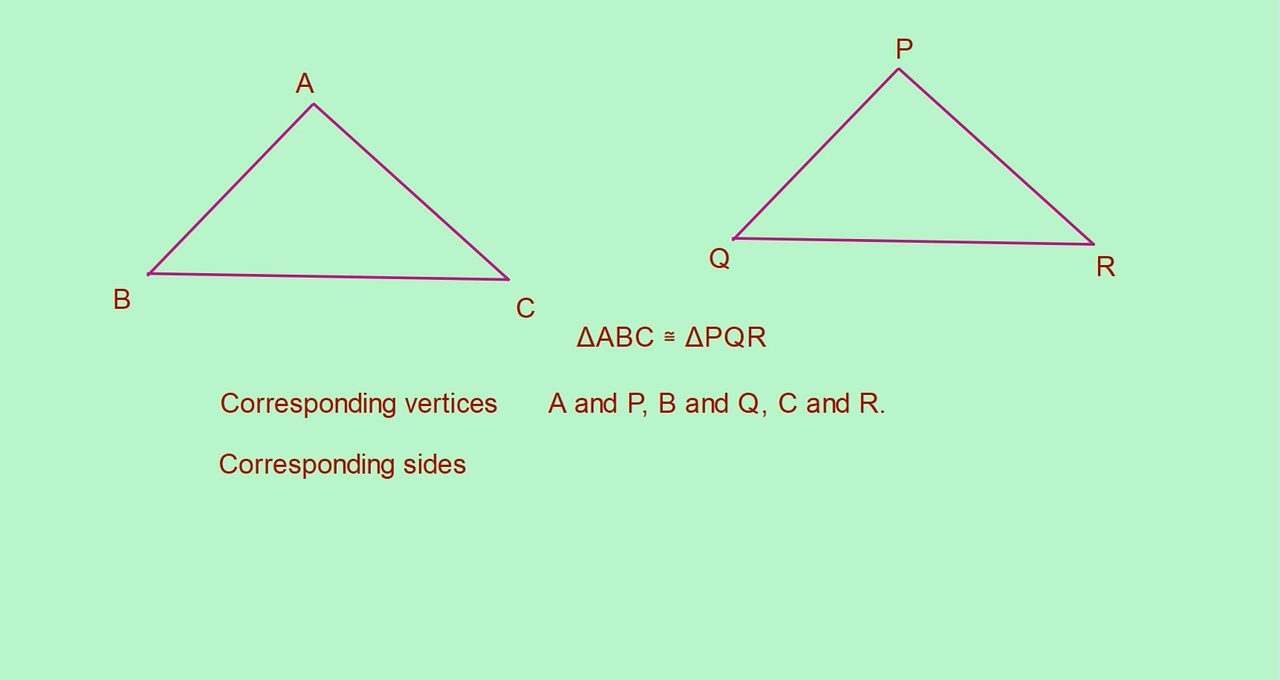 A
P
B
C
Q
R
ΔABC ≅ ΔPQR
Corresponding vertices A and P, B and Q, C and R.
Corresponding sides